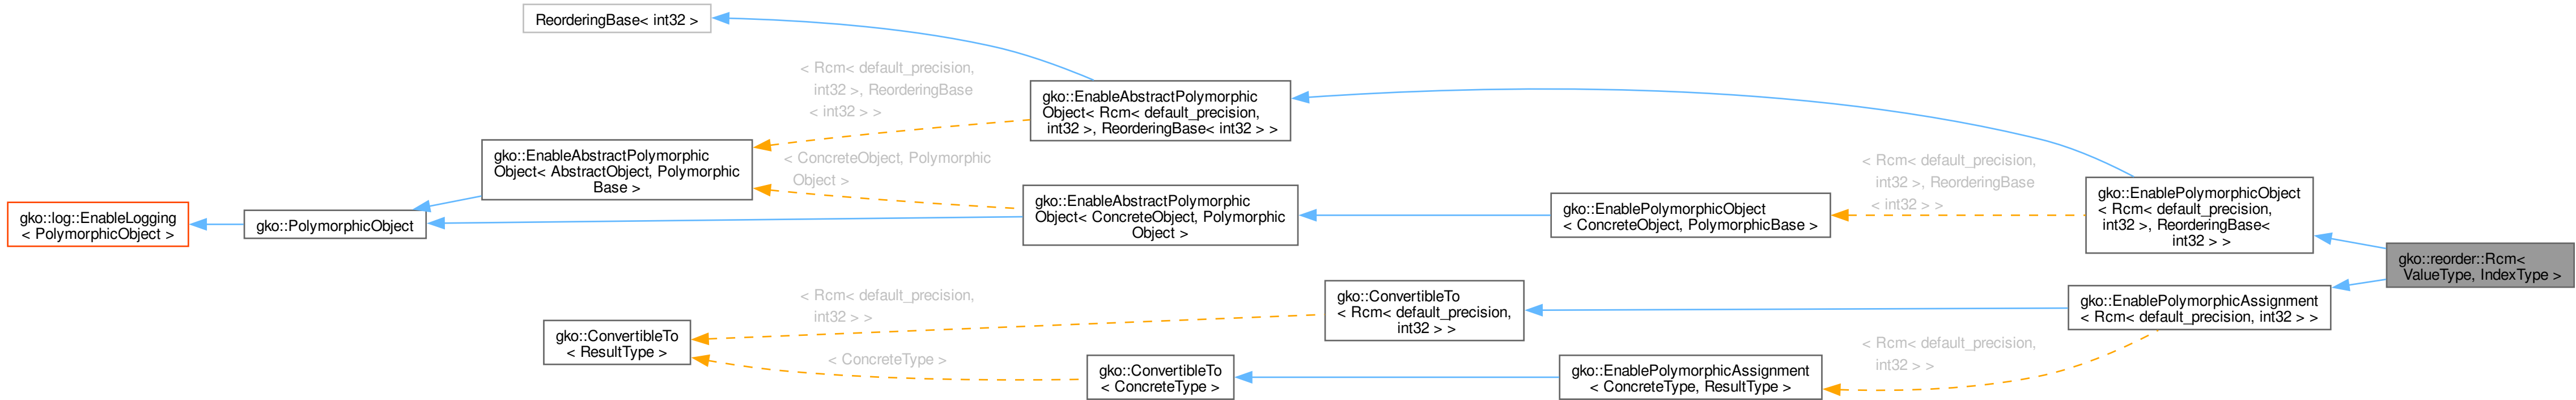 ReorderingBase< int32 >
< Rcm< default_precision,
int32 >, ReorderingBase
< int32 > >
gko::EnableAbstractPolymorphic
Object< Rcm< default_precision,
int32 >, ReorderingBase< int32 > >
gko::EnableAbstractPolymorphic
Object< AbstractObject, Polymorphic
Base >
< ConcreteObject, Polymorphic
Object >
gko::log::EnableLogging
< PolymorphicObject >
gko::PolymorphicObject
gko::EnableAbstractPolymorphic
Object< ConcreteObject, Polymorphic
Object >
gko::EnablePolymorphicObject
< ConcreteObject, PolymorphicBase >
< Rcm< default_precision,
int32 >, ReorderingBase
< int32 > >
gko::EnablePolymorphicObject
< Rcm< default_precision,
int32 >, ReorderingBase<
int32 > >
gko::reorder::Rcm<
ValueType, IndexType >
gko::ConvertibleTo
< ResultType >
< Rcm< default_precision,
int32 > >
gko::ConvertibleTo
< Rcm< default_precision,
int32 > >
gko::EnablePolymorphicAssignment
< Rcm< default_precision, int32 > >
< ConcreteType >
gko::ConvertibleTo
< ConcreteType >
gko::EnablePolymorphicAssignment
< ConcreteType, ResultType >
< Rcm< default_precision,
int32 > >